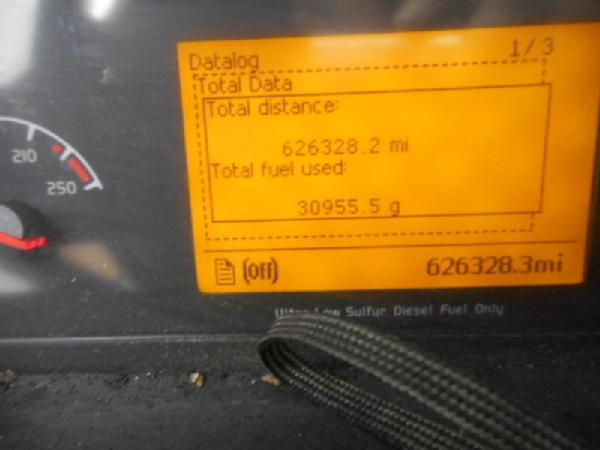 Datalog 1/3
Total Data
Total distance:
626328.2 mi
Total fuel used:
30955.5 g
(OFF) 626328.3mi
210
250
Ultra Low Sulfur Diesel Fuel Only